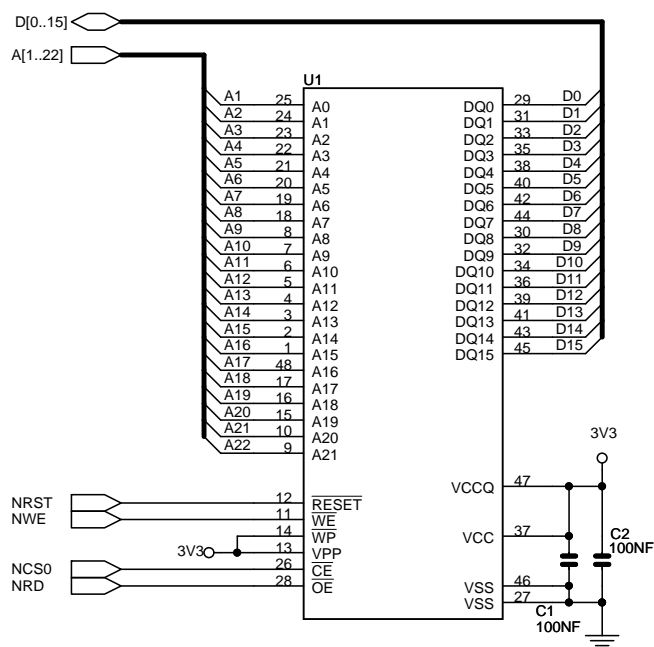 D[0..15]
A[1..22]
U1
A1 25 A0 DQ0 29 D0
A2 24 A1 DQ1 31 D1
A3 23 A2 DQ2 33 D2
A4 22 A3 DQ3 35 D3
A5 21 A4 DQ4 38 D4
A6 20 A5 DQ5 40 D5
A7 19 A6 DQ6 42 D6
A8 18 A7 DQ7 44 D7
A9 8 A8 DQ8 30 D8
A10 7 A9 DQ9 32 D9
A11 6 A10 DQ10 34 D10
A12 5 A11 DQ11 36 D11
A13 4 A12 DQ12 39 D12
A14 3 A13 DQ13 41 D13
A15 2 A14 DQ14 43 D14
A16 1 A15 DQ15 45 D15
A17 48 A16
A18 17 A17
A19 16 A18
A20 15 A19
A21 10 A20
A22 9 A21
3V3
VCCQ 47
NRST 12 RESET
NWE 11 WE
14 WP VCC 37
3V3 13 VPP
C2
100NF
NCS0 26 CE
NRD 28 OE VSS 46
VSS 27
C1
100NF